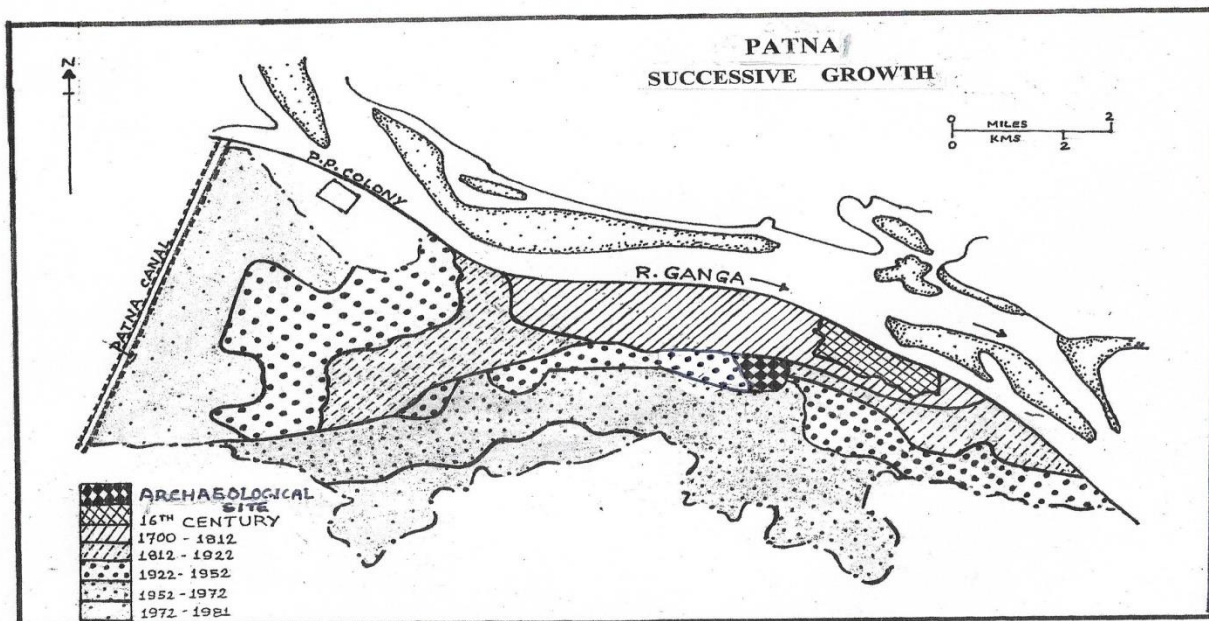 PATNA
SUCCESSIVE GROWTH
N
0 MILES 2
0 KMS 2
P.P. COLONY
PATNA CANAL
R. GANGA
ARCHAEOLOGICAL
SITE
16TH CENTURY
1700 - 1812
1812 - 1922
1922 - 1952
1952 - 1972
1972 - 1981